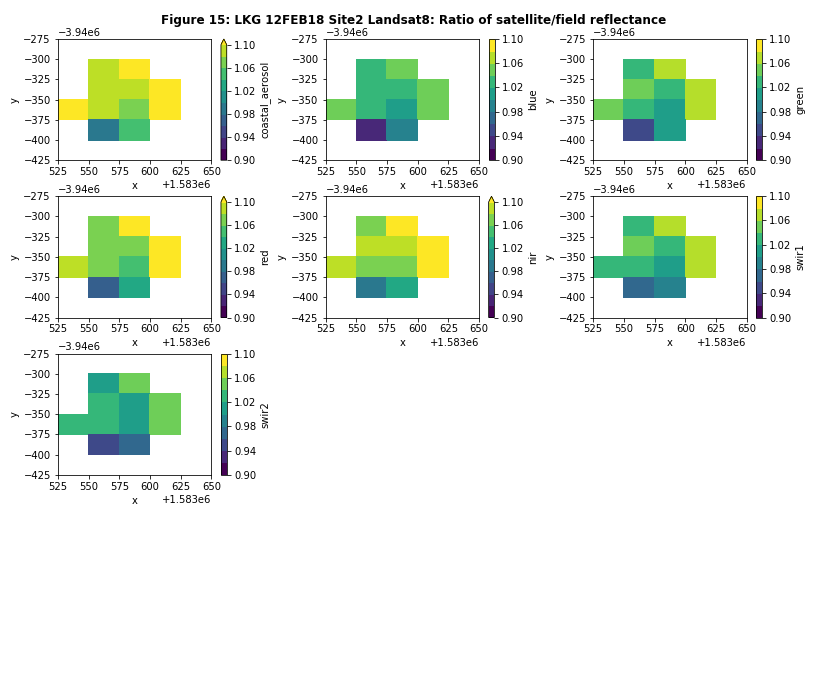 Figure 15: LKG 12FEB18 Site2 Landsat8: Ratio of satellite/field reflectance
−3.94e6
−275
−300
−325
−350
−375
−400
−425
y
525 550 575 600 625 650
x
+1.583e6
1.10
1.06
1.02
0.98
0.94
0.90
coastal_aerosol
−3.94e6
−275
−300
−325
−350
−375
−400
−425
y
525 550 575 600 625 650
x
+1.583e6
1.10
1.06
1.02
0.98
0.94
0.90
blue
−3.94e6
−275
−300
−325
−350
−375
−400
−425
y
525 550 575 600 625 650
x
+1.583e6
1.10
1.06
1.02
0.98
0.94
0.90
green
−3.94e6
−275
−300
−325
−350
−375
−400
−425
y
525 550 575 600 625 650
x
+1.583e6
1.10
1.06
1.02
0.98
0.94
0.90
red
−3.94e6
−275
−300
−325
−350
−375
−400
−425
y
525 550 575 600 625 650
x
+1.583e6
1.10
1.06
1.02
0.98
0.94
0.90
nir
−3.94e6
−275
−300
−325
−350
−375
−400
−425
y
525 550 575 600 625 650
x
+1.583e6
1.10
1.06
1.02
0.98
0.94
0.90
swir1
−3.94e6
−275
−300
−325
−350
−375
−400
−425
y
525 550 575 600 625 650
x
+1.583e6
1.10
1.06
1.02
0.98
0.94
0.90
swir2